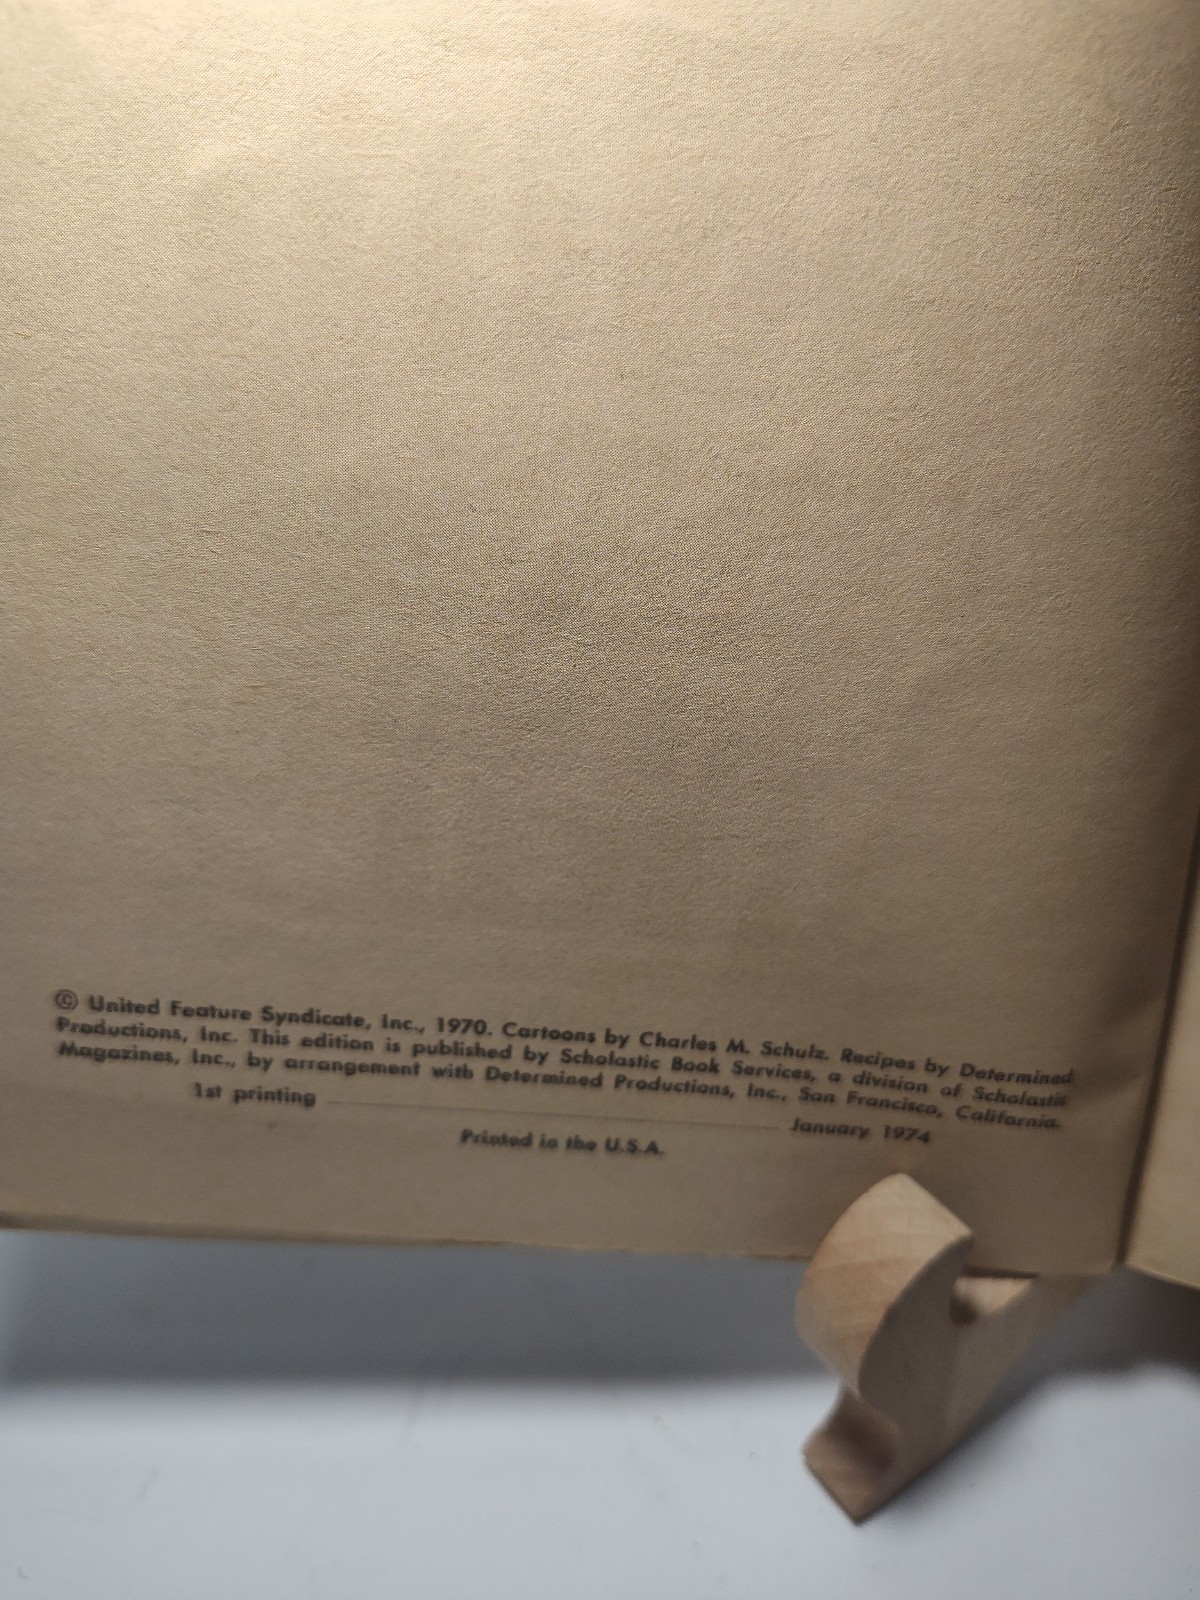 © United Feature Syndicate, Inc., 1970. Cartoons by Charles M. Schulz. Recipes by Determined
Productions, Inc. This edition is published by Scholastic Book Services, a division of Scholastic
Magazines, Inc., by arrangement with Determined Productions, Inc., San Francisco, California.
1st printing January 1974
Printed in the U.S.A.